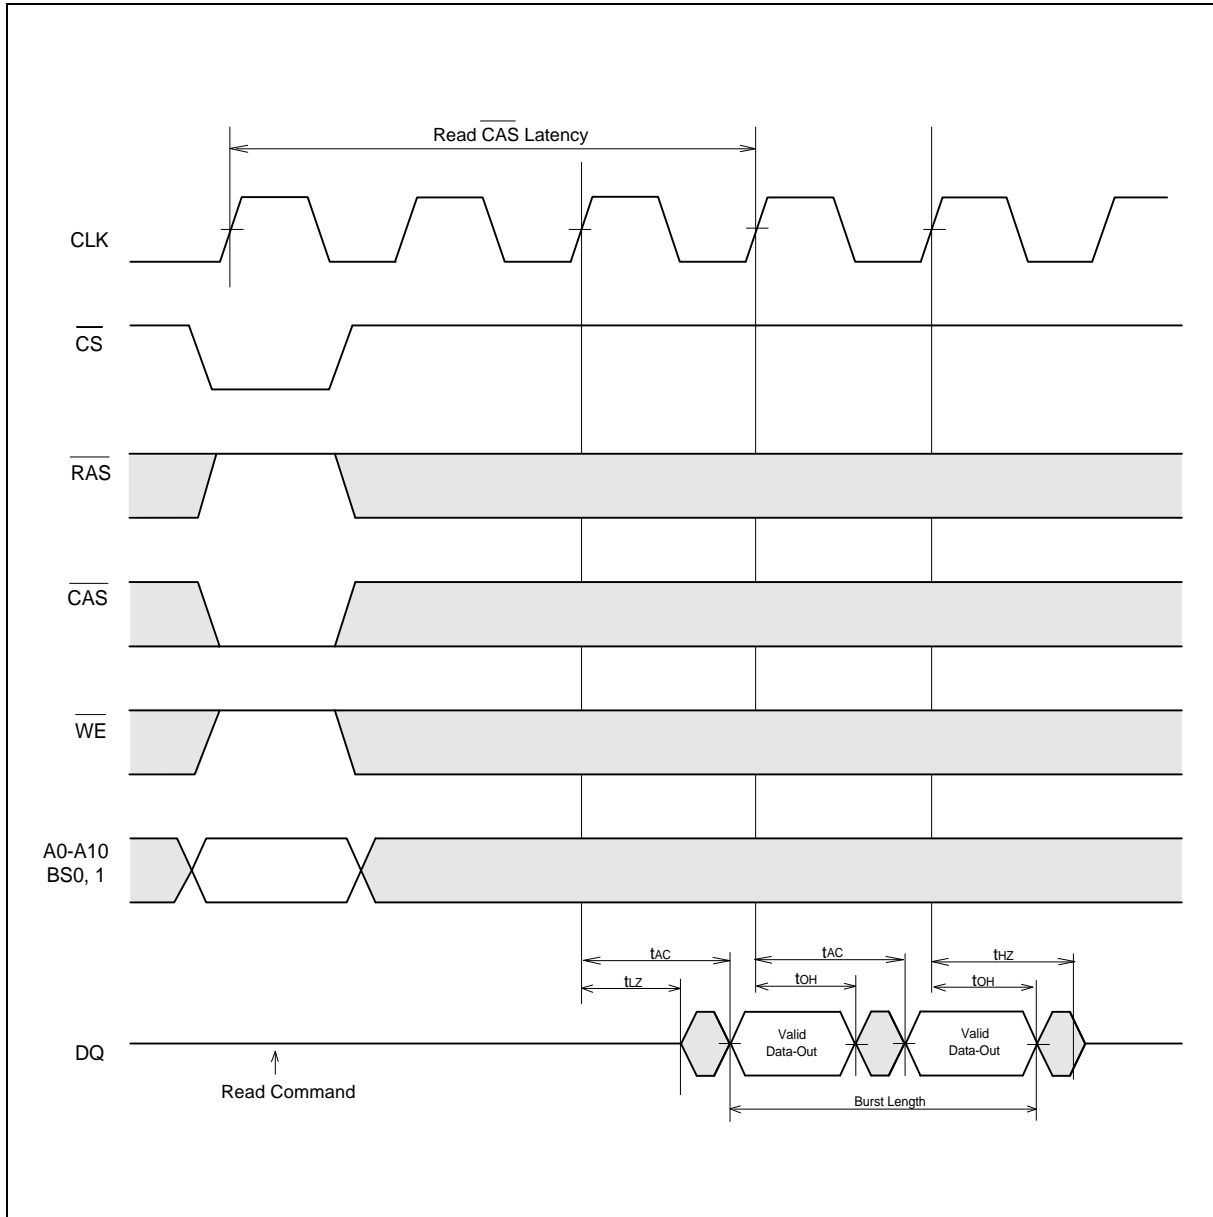 Read CAS Latency
CLK
CS
RAS
CAS
WE
A0-A10
BS0, 1
tAC
tAC
tHZ
tLZ
tOH
tOH
DQ
Valid
Data-Out
Valid
Data-Out
Read Command
Burst Length